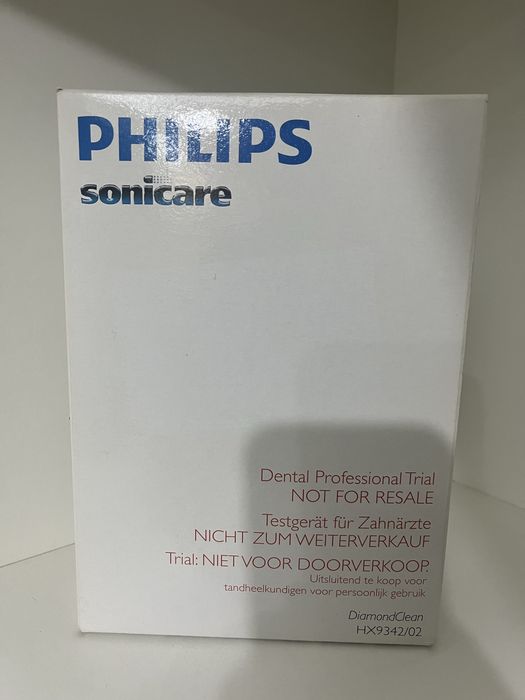 PHILIPS
sonicare
Dental Professional Trial
NOT FOR RESALE
Testgerät für Zahnärzte
NICHT ZUM WEITERVERKAUF
Trial: NIET VOOR DOORVERKOOP.
Uitsluitend te koop voor
tandheelkundigen voor persoonlijk gebruik
DiamondClean
HX9342/02